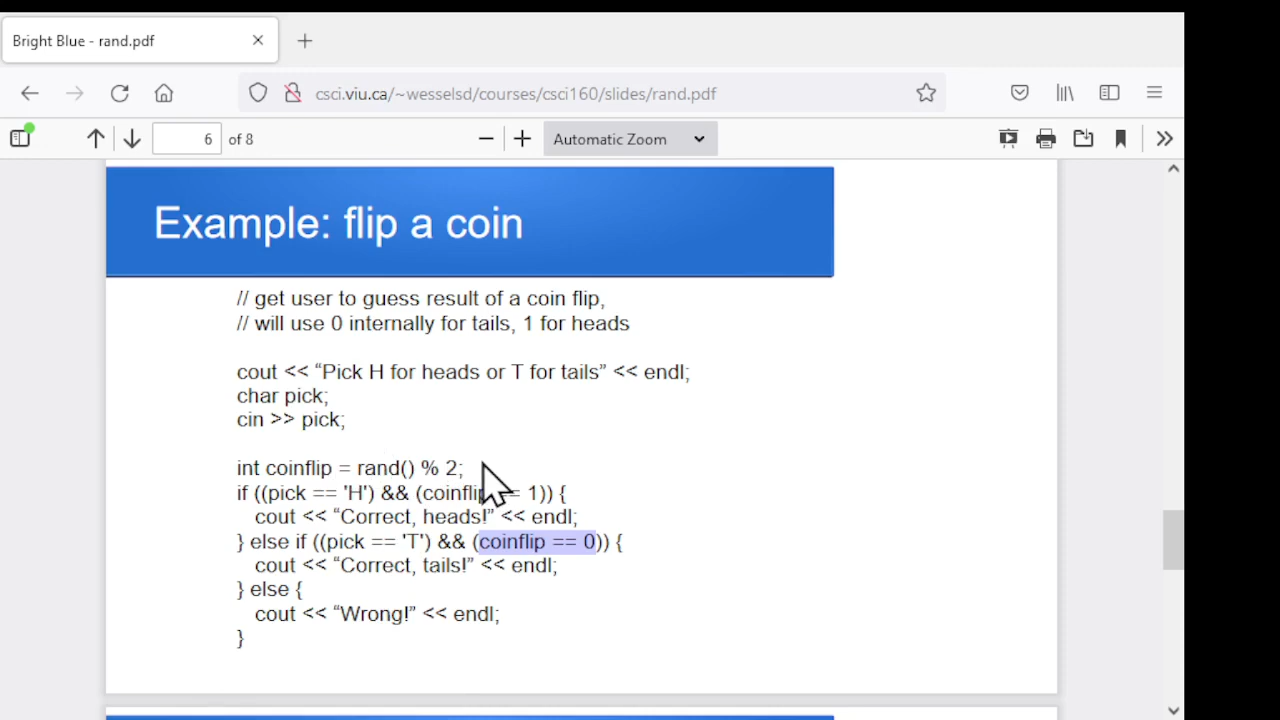 Bright Blue - rand.pdf
csci.viu.ca/~wesselsd/courses/csci160/slides/rand.pdf
6 of 8
Automatic Zoom
Example: flip a coin
// get user to guess result of a coin flip,
// will use 0 internally for tails, 1 for heads
cout << “Pick H for heads or T for tails” << endl;
char pick;
cin >> pick;
int coinflip = rand() % 2;
if ((pick == 'H') && (coinflip == 1)) {
cout << “Correct, heads!” << endl;
} else if ((pick == 'T') && (coinflip == 0)) {
cout << “Correct, tails!” << endl;
} else {
cout << “Wrong!” << endl;
}